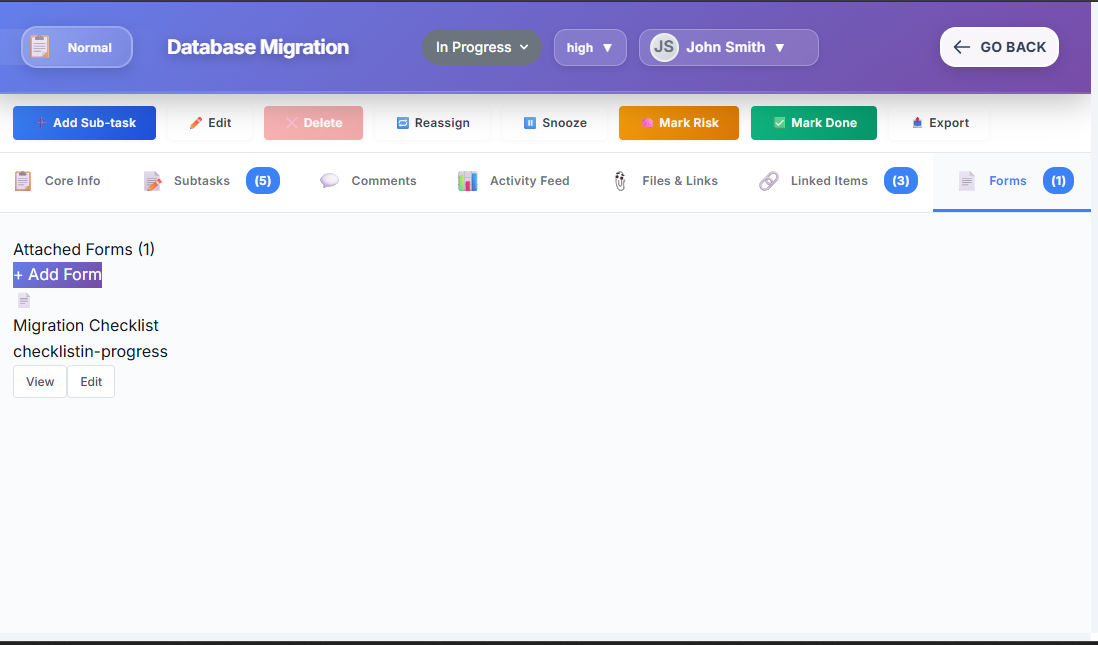 Normal
Database Migration
In Progress
high
JS John Smith
GO BACK
Add Sub-task
Edit
Delete
Reassign
Snooze
Mark Risk
Mark Done
Export
Core Info
Subtasks (5)
Comments
Activity Feed
Files & Links
Linked Items (3)
Forms (1)
Attached Forms (1)
+ Add Form
Migration Checklist
checklistin-progress
View
Edit